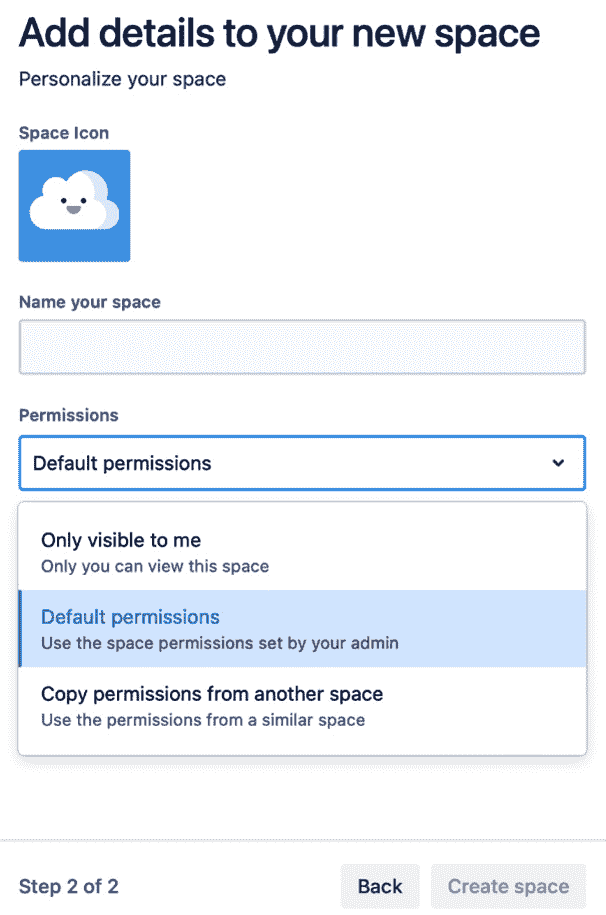 Add details to your new space
Personalize your space
Space Icon
Name your space
Permissions
Default permissions
Only visible to me
Only you can view this space
Default permissions
Use the space permissions set by your admin
Copy permissions from another space
Use the permissions from a similar space
Step 2 of 2
Back
Create space